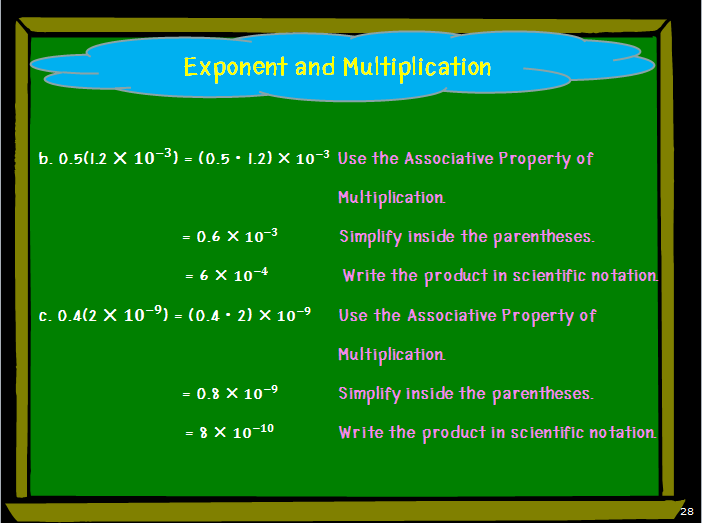 Exponent and Multiplication
b. 0.5(1.2 × 10⁻³) = (0.5 · 1.2) × 10⁻³ Use the Associative Property of
Multiplication.
= 0.6 × 10⁻³ Simplify inside the parentheses.
= 6 × 10⁻⁴ Write the product in scientific notation.
c. 0.4(2 × 10⁻⁹) = (0.4 · 2) × 10⁻⁹ Use the Associative Property of
Multiplication.
= 0.8 × 10⁻⁹ Simplify inside the parentheses.
= 8 × 10⁻¹⁰ Write the product in scientific notation.
28